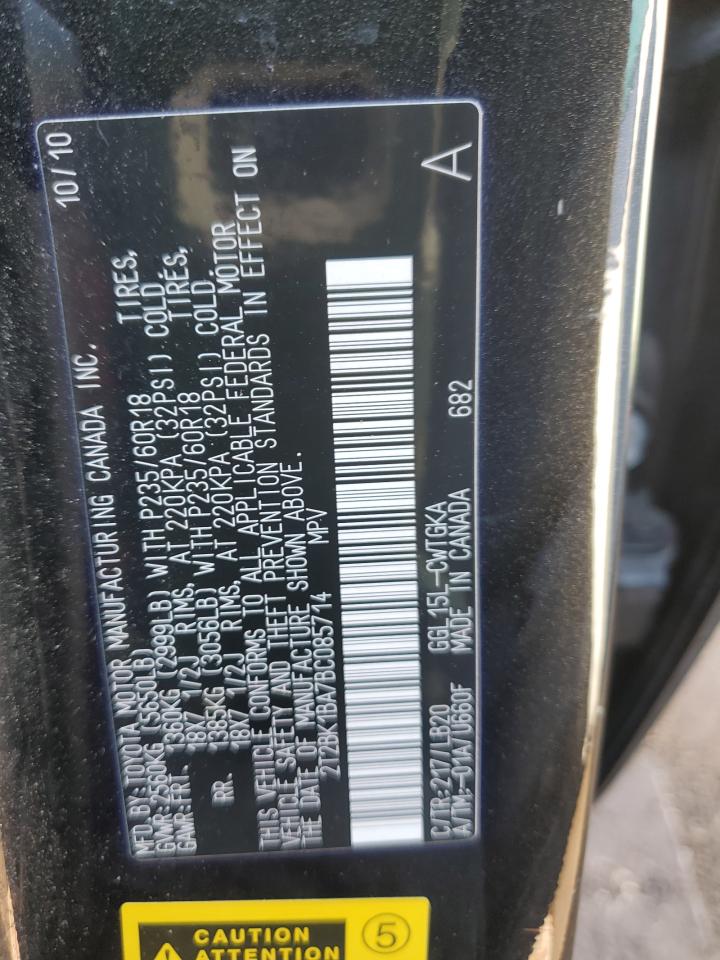 MFD.BY:TOYOTA MOTOR MANUFACTURING CANADA INC. 10/10
GVWR:2560KG (5650LB)
GAWR:FRT. 1360KG (2999LB) WITH P235/60R18 TIRES,
18X7 1/2J RIMS, AT 220KPA (32PSI) COLD
RR. 1385KG (3056LB) WITH P235/60R18 TIRES,
18X7 1/2J RIMS, AT 220KPA (32PSI) COLD.
THIS VEHICLE CONFORMS TO ALL APPLICABLE FEDERAL MOTOR
VEHICLE SAFETY AND THEFT PREVENTION STANDARDS IN EFFECT ON
THE DATE OF MANUFACTURE SHOWN ABOVE.
2T2BK1BA7BC085714 MPV
C/TR:217/LB20 GGL15L-CWTGKA A
A/TM:-01A/U660F MADE IN CANADA 682
CAUTION
ATTENTION
5